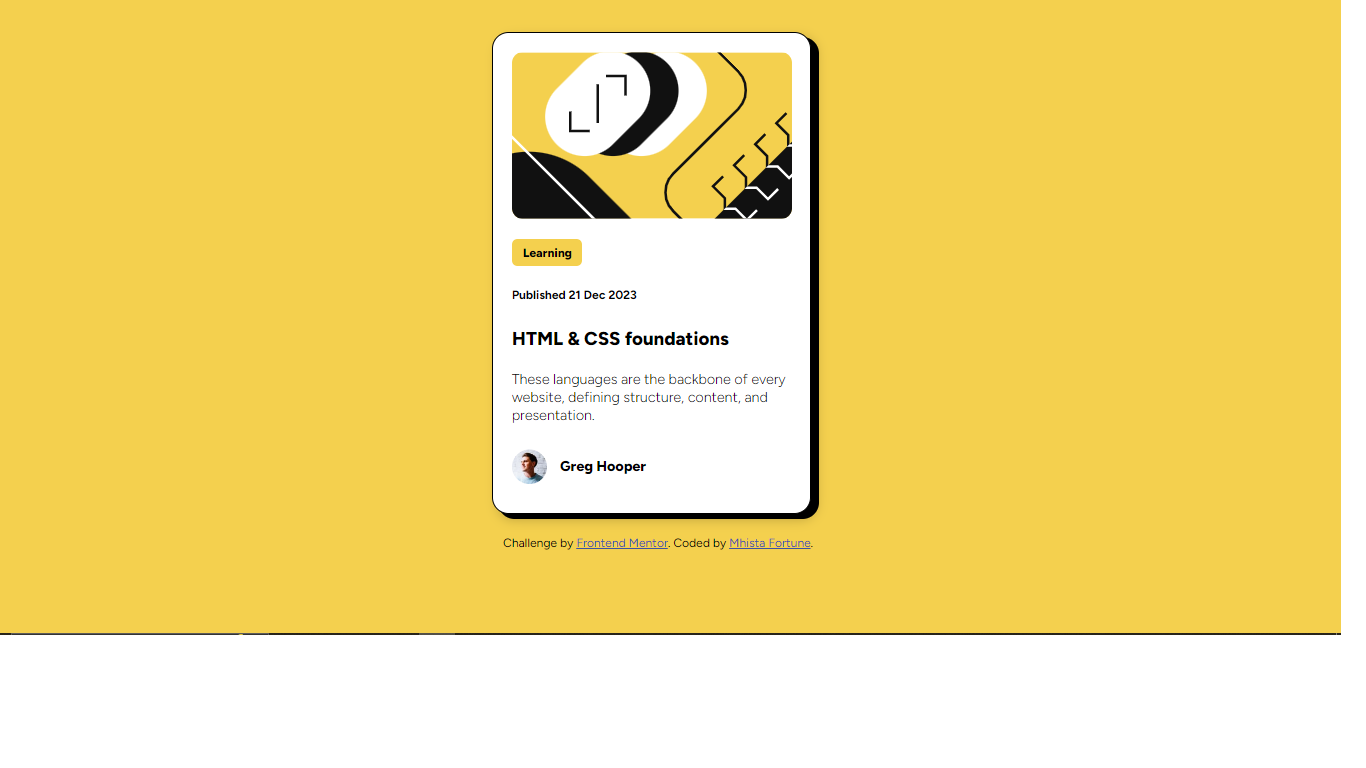 Learning
Published 21 Dec 2023
HTML & CSS foundations
These languages are the backbone of every
website, defining structure, content, and
presentation.
Greg Hooper
Challenge by Frontend Mentor. Coded by Mhista Fortune.